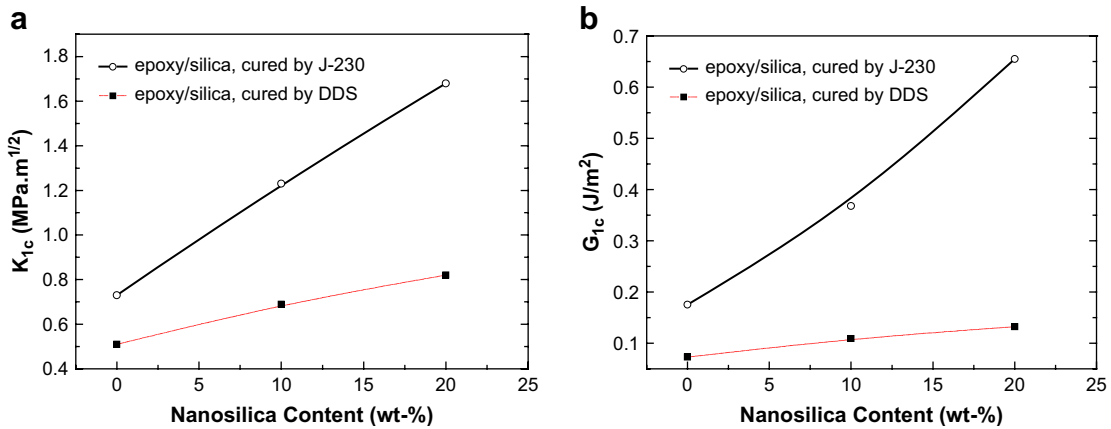 a
K1c (MPa.m1/2)
1.8
1.6
1.4
1.2
1.0
0.8
0.6
0.4
epoxy/silica, cured by J-230
epoxy/silica, cured by DDS
0 5 10 15 20 25
Nanosilica Content (wt-%)
b
G1c (J/m2)
0.7
0.6
0.5
0.4
0.3
0.2
0.1
epoxy/silica, cured by J-230
epoxy/silica, cured by DDS
0 5 10 15 20 25
Nanosilica Content (wt-%)